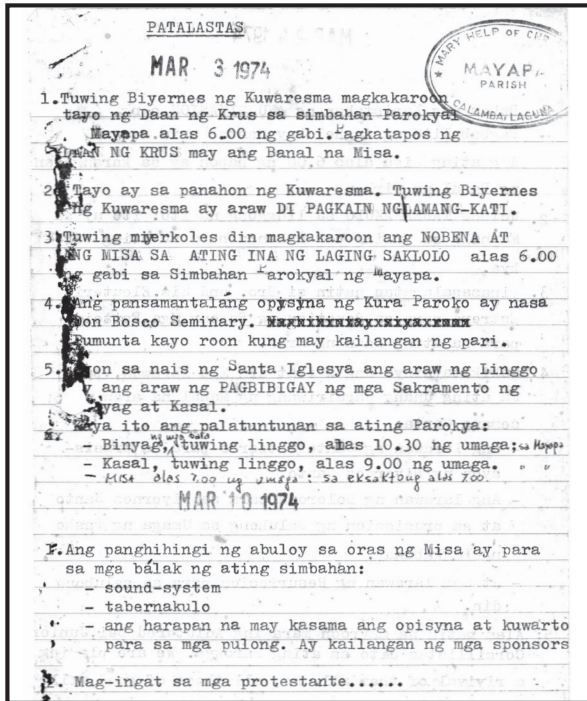 PATALASTAS
MAR 3 1974
MARY HELP OF
MAYAPA
PARISH
CALAMBA, LAGUNA
1.Tuwing Biyernes ng Kuwaresma magkakaroon
tayo ng Daan ng Krus sa simbahan Parokyal
Mayapa alas 6.00 ng gabi. Pagkatapos ng
DAAN NG KRUS may ang Banal na Misa.
2. Tayo ay sa panahon ng Kuwaresma. Tuwing Biyernes
ng Kuwaresma ay araw DI PAGKAIN NG LAMANG-KATI.
3. Tuwing miyerkoles din magkakaroon ang NOBENA AT
NG MISA SA ATING INA NG LAGING SAKLOLO alas 6.00
ng gabi sa Simbahan Parokyal ng Mayapa.
4. Ang pansamantalang opisyna ng Kura Paroko ay nasa
Don Bosco Seminary.
Pumunta kayo roon kung may kailangan ng pari.
5. sa nais ng Santa Iglesya ang araw ng Linggo
ang araw ng PAGBIBIGAY ng mga Sakramento ng
at Kasal.
Kaya ito ang palatuntunan sa ating Parokya:
- Binyag, ng mga bata tuwing linggo, alas 10.30 ng umaga; sa Mayapa
- Kasal, tuwing linggo, alas 9.00 ng umaga. " "
- MISA alas 7.00 ng umaga: sa eksaktong alas 7.00.
MAR 10 1974
1. Ang panghihingi ng abuloy sa oras ng Misa ay para
sa mga balak ng ating simbahan:
- sound-system
- tabernakulo
- ang harapan na may kasama ang opisyna at kuwarto
para sa mga pulong. Ay kailangan ng mga sponsors
2. Mag-ingat sa mga protestante......